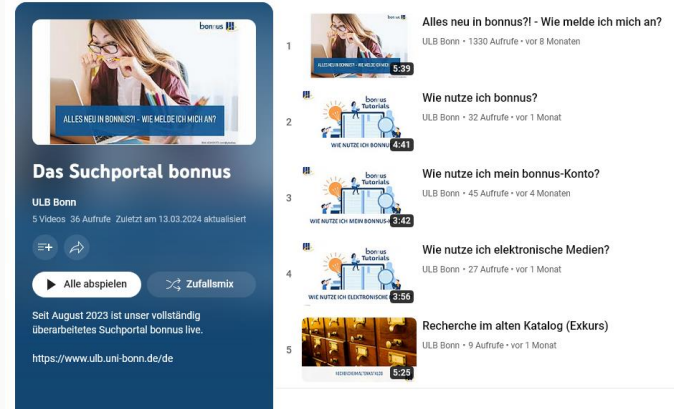 bonnus
ALLES NEU IN BONNUS?! - WIE MELDE ICH MICH AN?
Das Suchportal bonnus
ULB Bonn
5 Videos 36 Aufrufe Zuletzt am 13.03.2024 aktualisiert
Alle abspielen
Zufallsmix
Seit August 2023 ist unser vollständig
überarbeitetes Suchportal bonnus live.
https://www.ulb.uni-bonn.de/de
1
bonnus
ALLES NEU IN BONNUS?! - WIE MELDE ICH
5:39
Alles neu in bonnus?! - Wie melde ich mich an?
ULB Bonn • 1330 Aufrufe • vor 8 Monaten
2
bonnus
Tutorials
WIE NUTZE ICH BONNU
4:41
Wie nutze ich bonnus?
ULB Bonn • 32 Aufrufe • vor 1 Monat
3
bonnus
Tutorials
WIE NUTZE ICH MEIN BONNUS-K
3:42
Wie nutze ich mein bonnus-Konto?
ULB Bonn • 45 Aufrufe • vor 4 Monaten
4
bonnus
Tutorials
WIE NUTZE ICH ELEKTRONISCHE
3:56
Wie nutze ich elektronische Medien?
ULB Bonn • 27 Aufrufe • vor 1 Monat
5
5:25
Recherche im alten Katalog (Exkurs)
ULB Bonn • 9 Aufrufe • vor 1 Monat